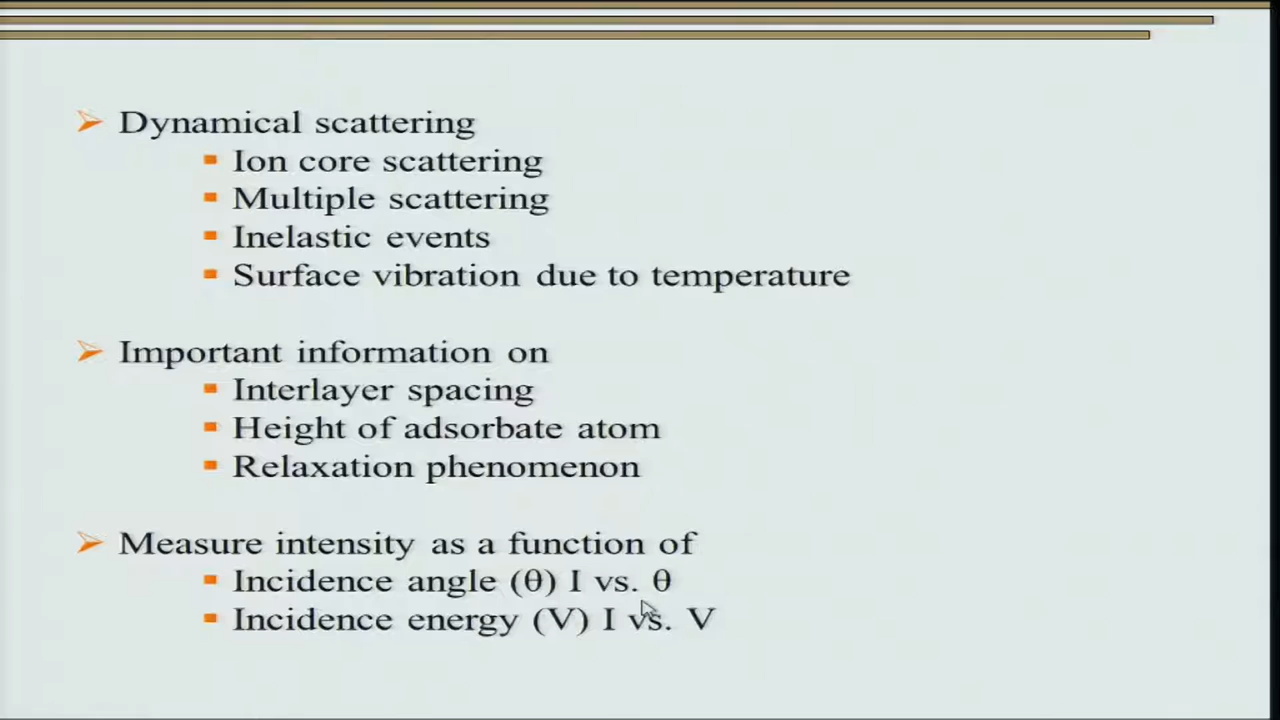 Dynamical scattering
Ion core scattering
Multiple scattering
Inelastic events
Surface vibration due to temperature
Important information on
Interlayer spacing
Height of adsorbate atom
Relaxation phenomenon
Measure intensity as a function of
Incidence angle (θ) I vs. θ
Incidence energy (V) I vs. V